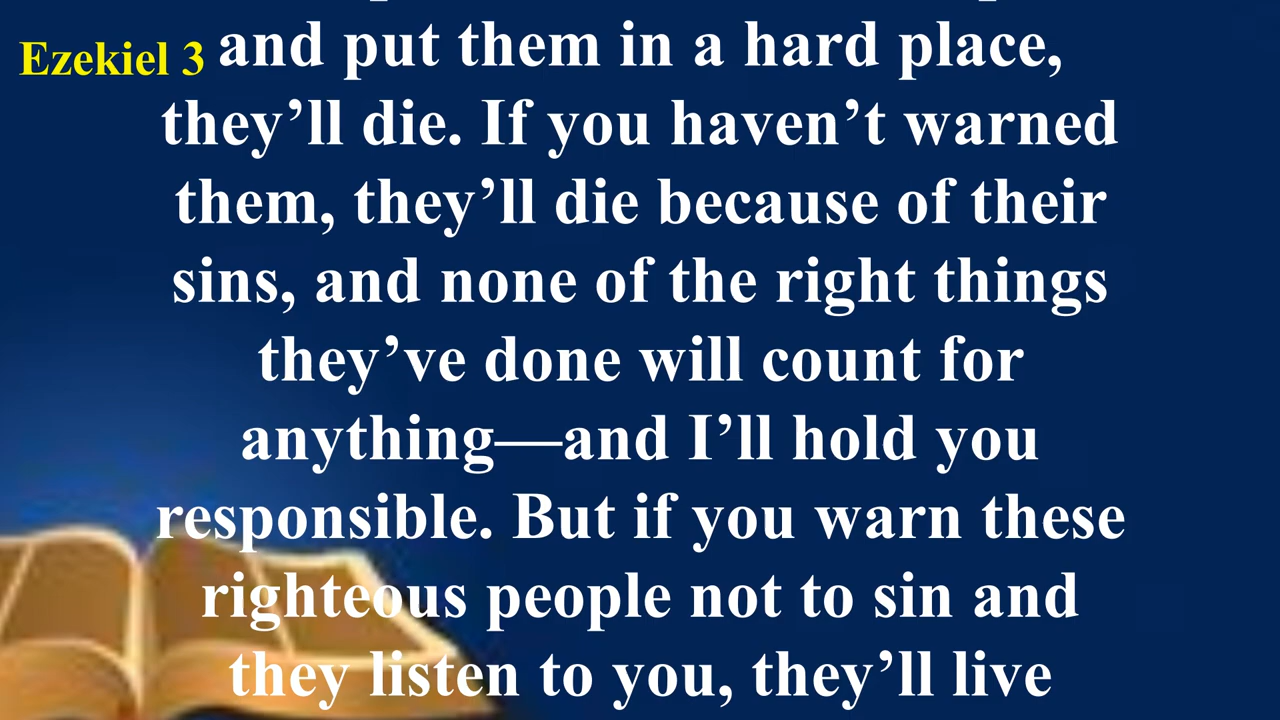 Ezekiel 3
and put them in a hard place,
they’ll die. If you haven’t warned
them, they’ll die because of their
sins, and none of the right things
they’ve done will count for
anything—and I’ll hold you
responsible. But if you warn these
righteous people not to sin and
they listen to you, they’ll live